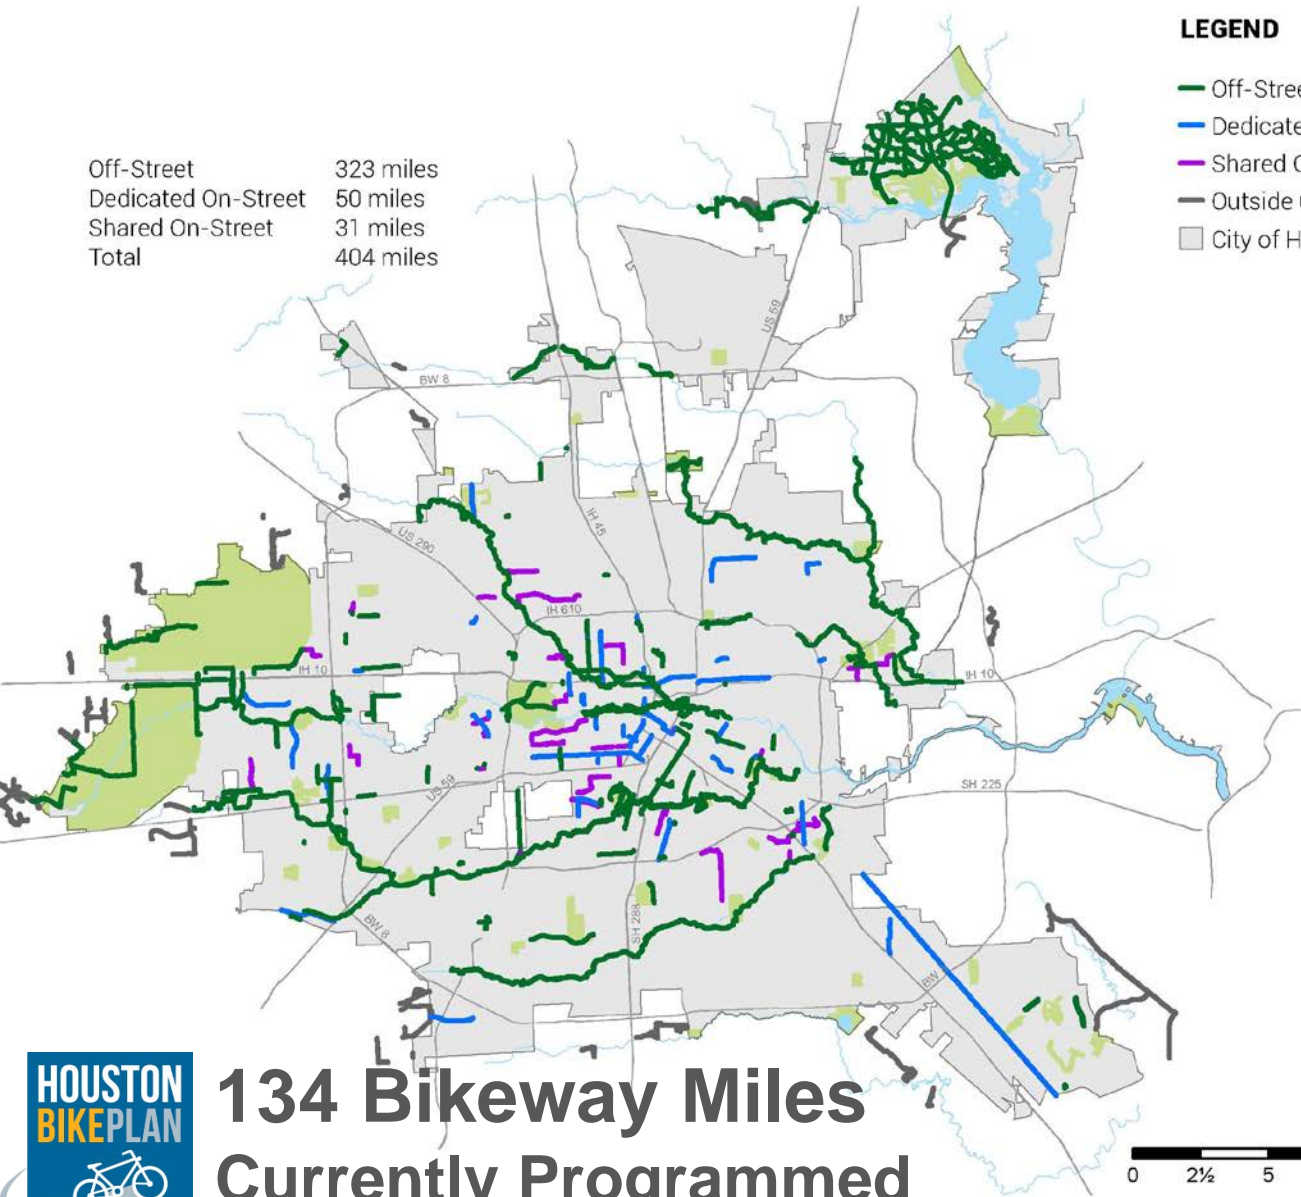 LEGEND
Off-Stree
Dedicate
Shared O
Outside
City of H
Off-Street 323 miles
Dedicated On-Street 50 miles
Shared On-Street 31 miles
Total 404 miles
US 59
BW 8
IH 45
US 290
IH 610
IH 10
IH 10
US 59
SH 225
SH 288
BW 8
BW
HOUSTON
BIKEPLAN
134 Bikeway Miles
Currently Programmed
0 2½ 5